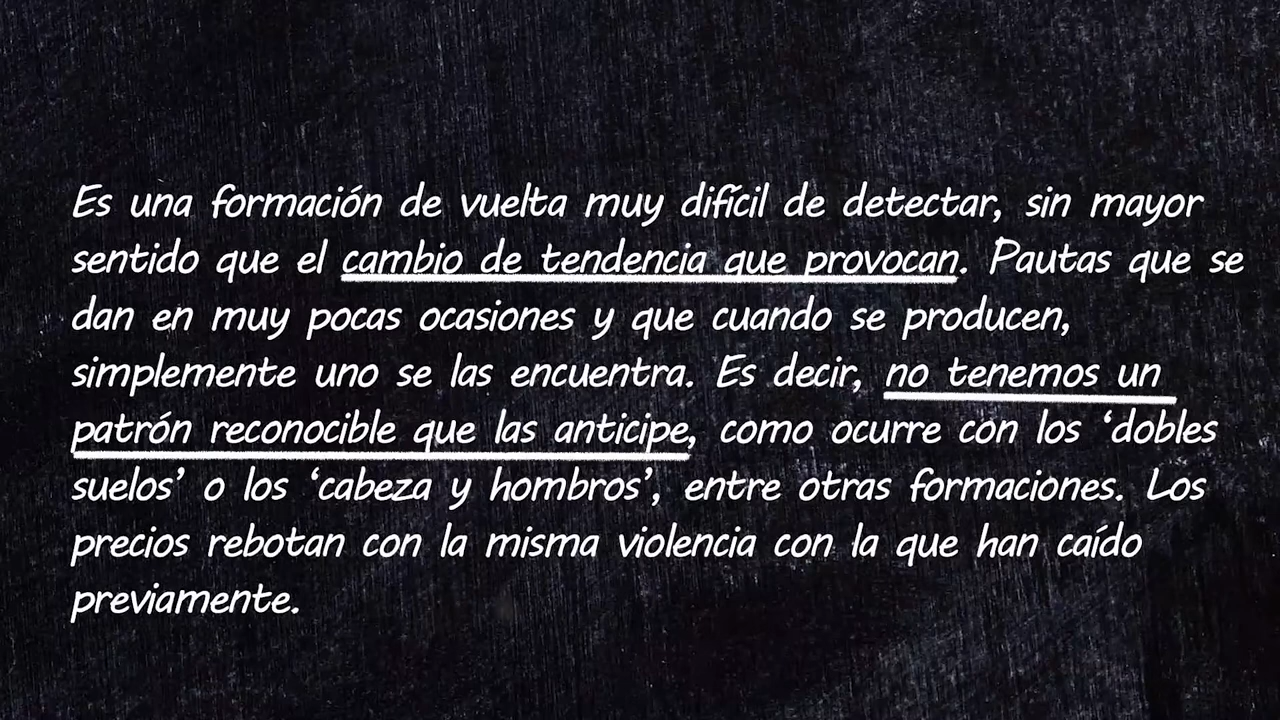 Es una formación de vuelta muy difícil de detectar, sin mayor
sentido que el cambio de tendencia que provocan. Pautas que se
dan en muy pocas ocasiones y que cuando se producen,
simplemente uno se las encuentra. Es decir, no tenemos un
patrón reconocible que las anticipe, como ocurre con los ‘dobles
suelos’ o los ‘cabeza y hombros’, entre otras formaciones. Los
precios rebotan con la misma violencia con la que han caído
previamente.